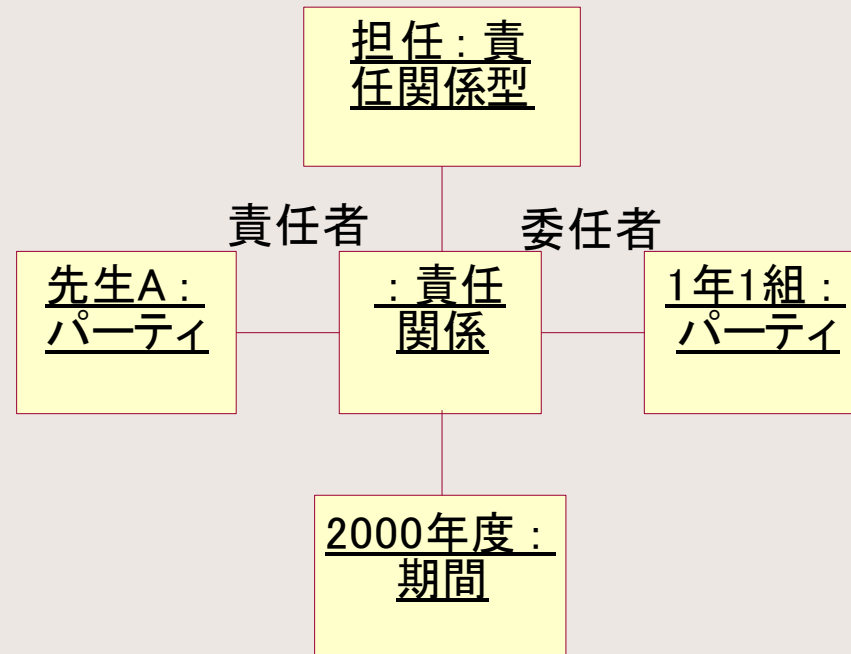 担任：責
任関係型
責任者
委任者
先生A：
パーティ
：責任
関係
1年1組：
パーティ
2000年度：
期間